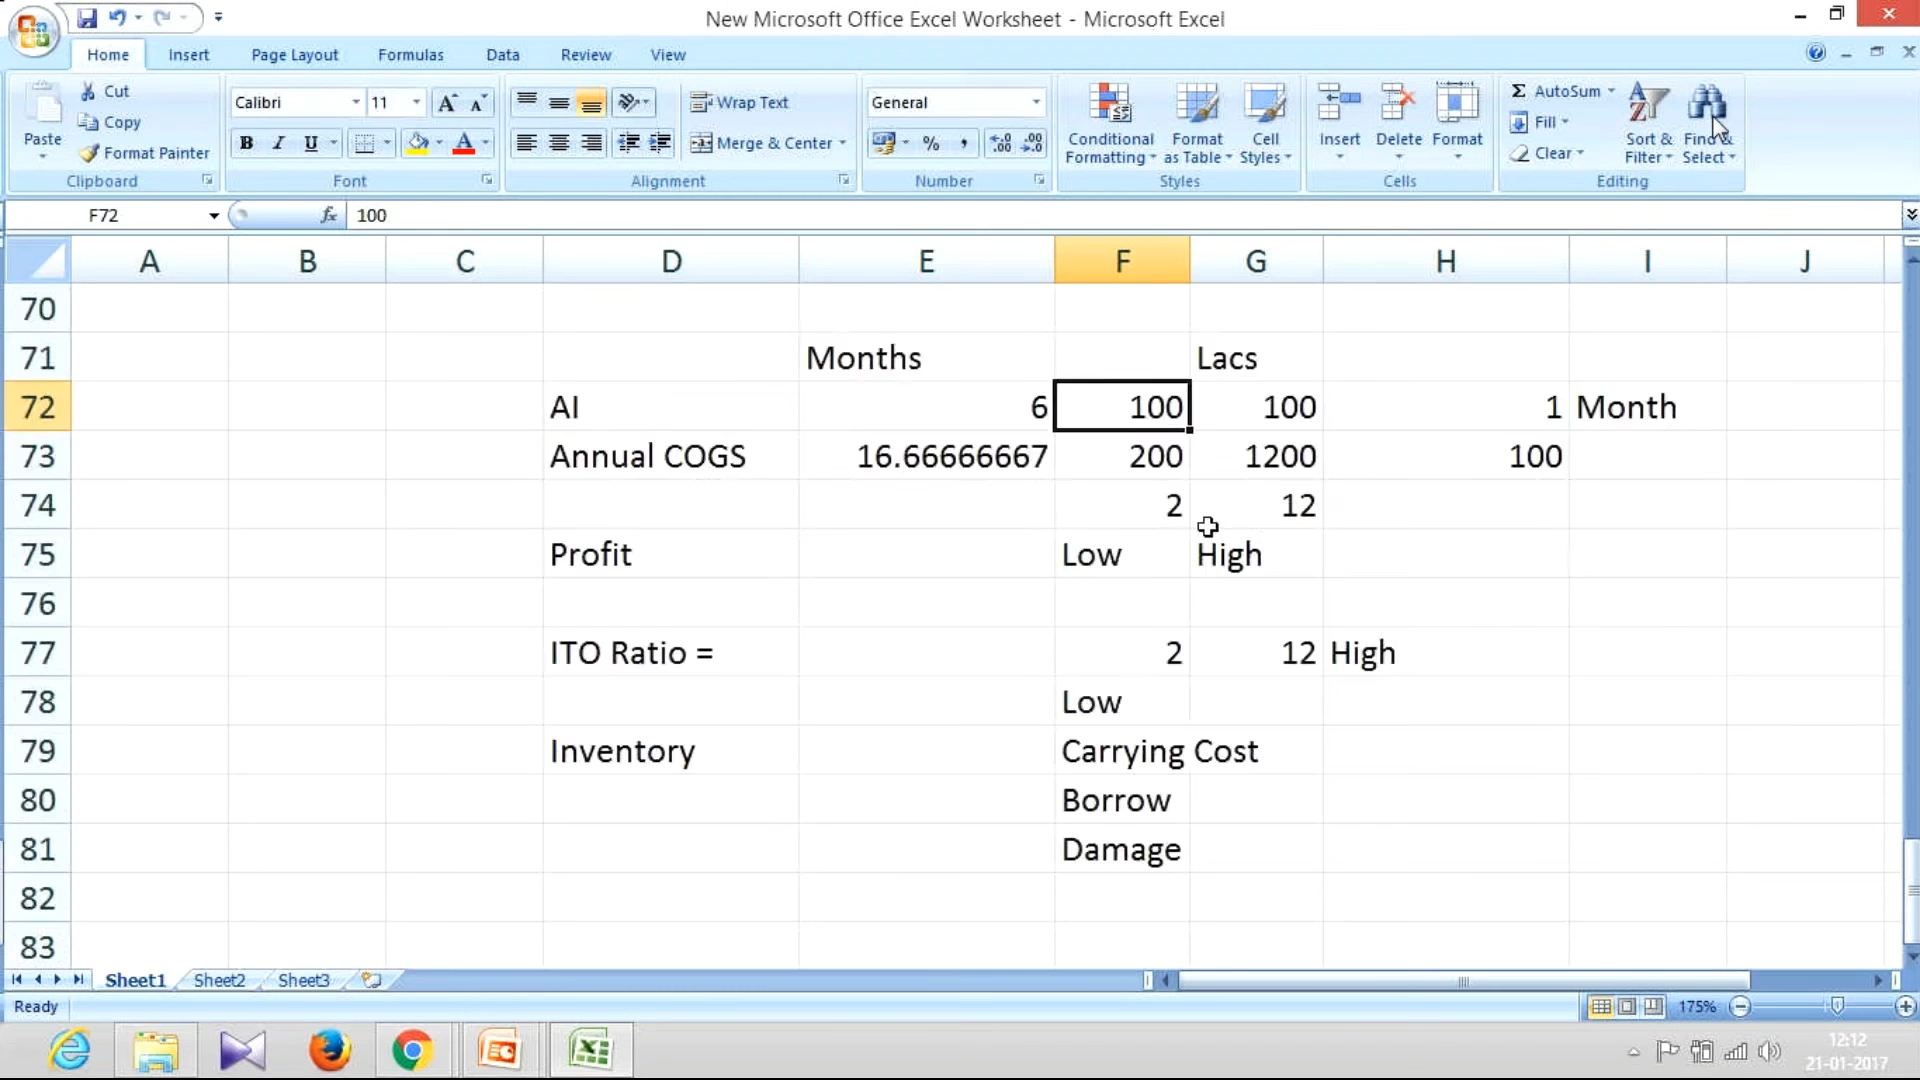 New Microsoft Office Excel Worksheet - Microsoft Excel
Home Insert Page Layout Formulas Data Review View
Cut
Copy
Format Painter
Paste
Clipboard
Calibri 11
B I U
Font
Wrap Text
Merge & Center
Alignment
General
%
Number
Conditional Formatting
Format as Table
Cell Styles
Styles
Insert Delete Format
Cells
Σ AutoSum
Fill
Clear
Sort & Filter
Find & Select
Editing
F72 fx 100
A B C D E F G H I J
70
71 Months Lacs
72 AI 6 100 100 1 Month
73 Annual COGS 16.66666667 200 1200 100
74 2 12
75 Profit Low High
76
77 ITO Ratio = 2 12 High
78 Low
79 Inventory Carrying Cost
80 Borrow
81 Damage
82
83
Sheet1 Sheet2 Sheet3
Ready 175%
12:12
21-01-2017